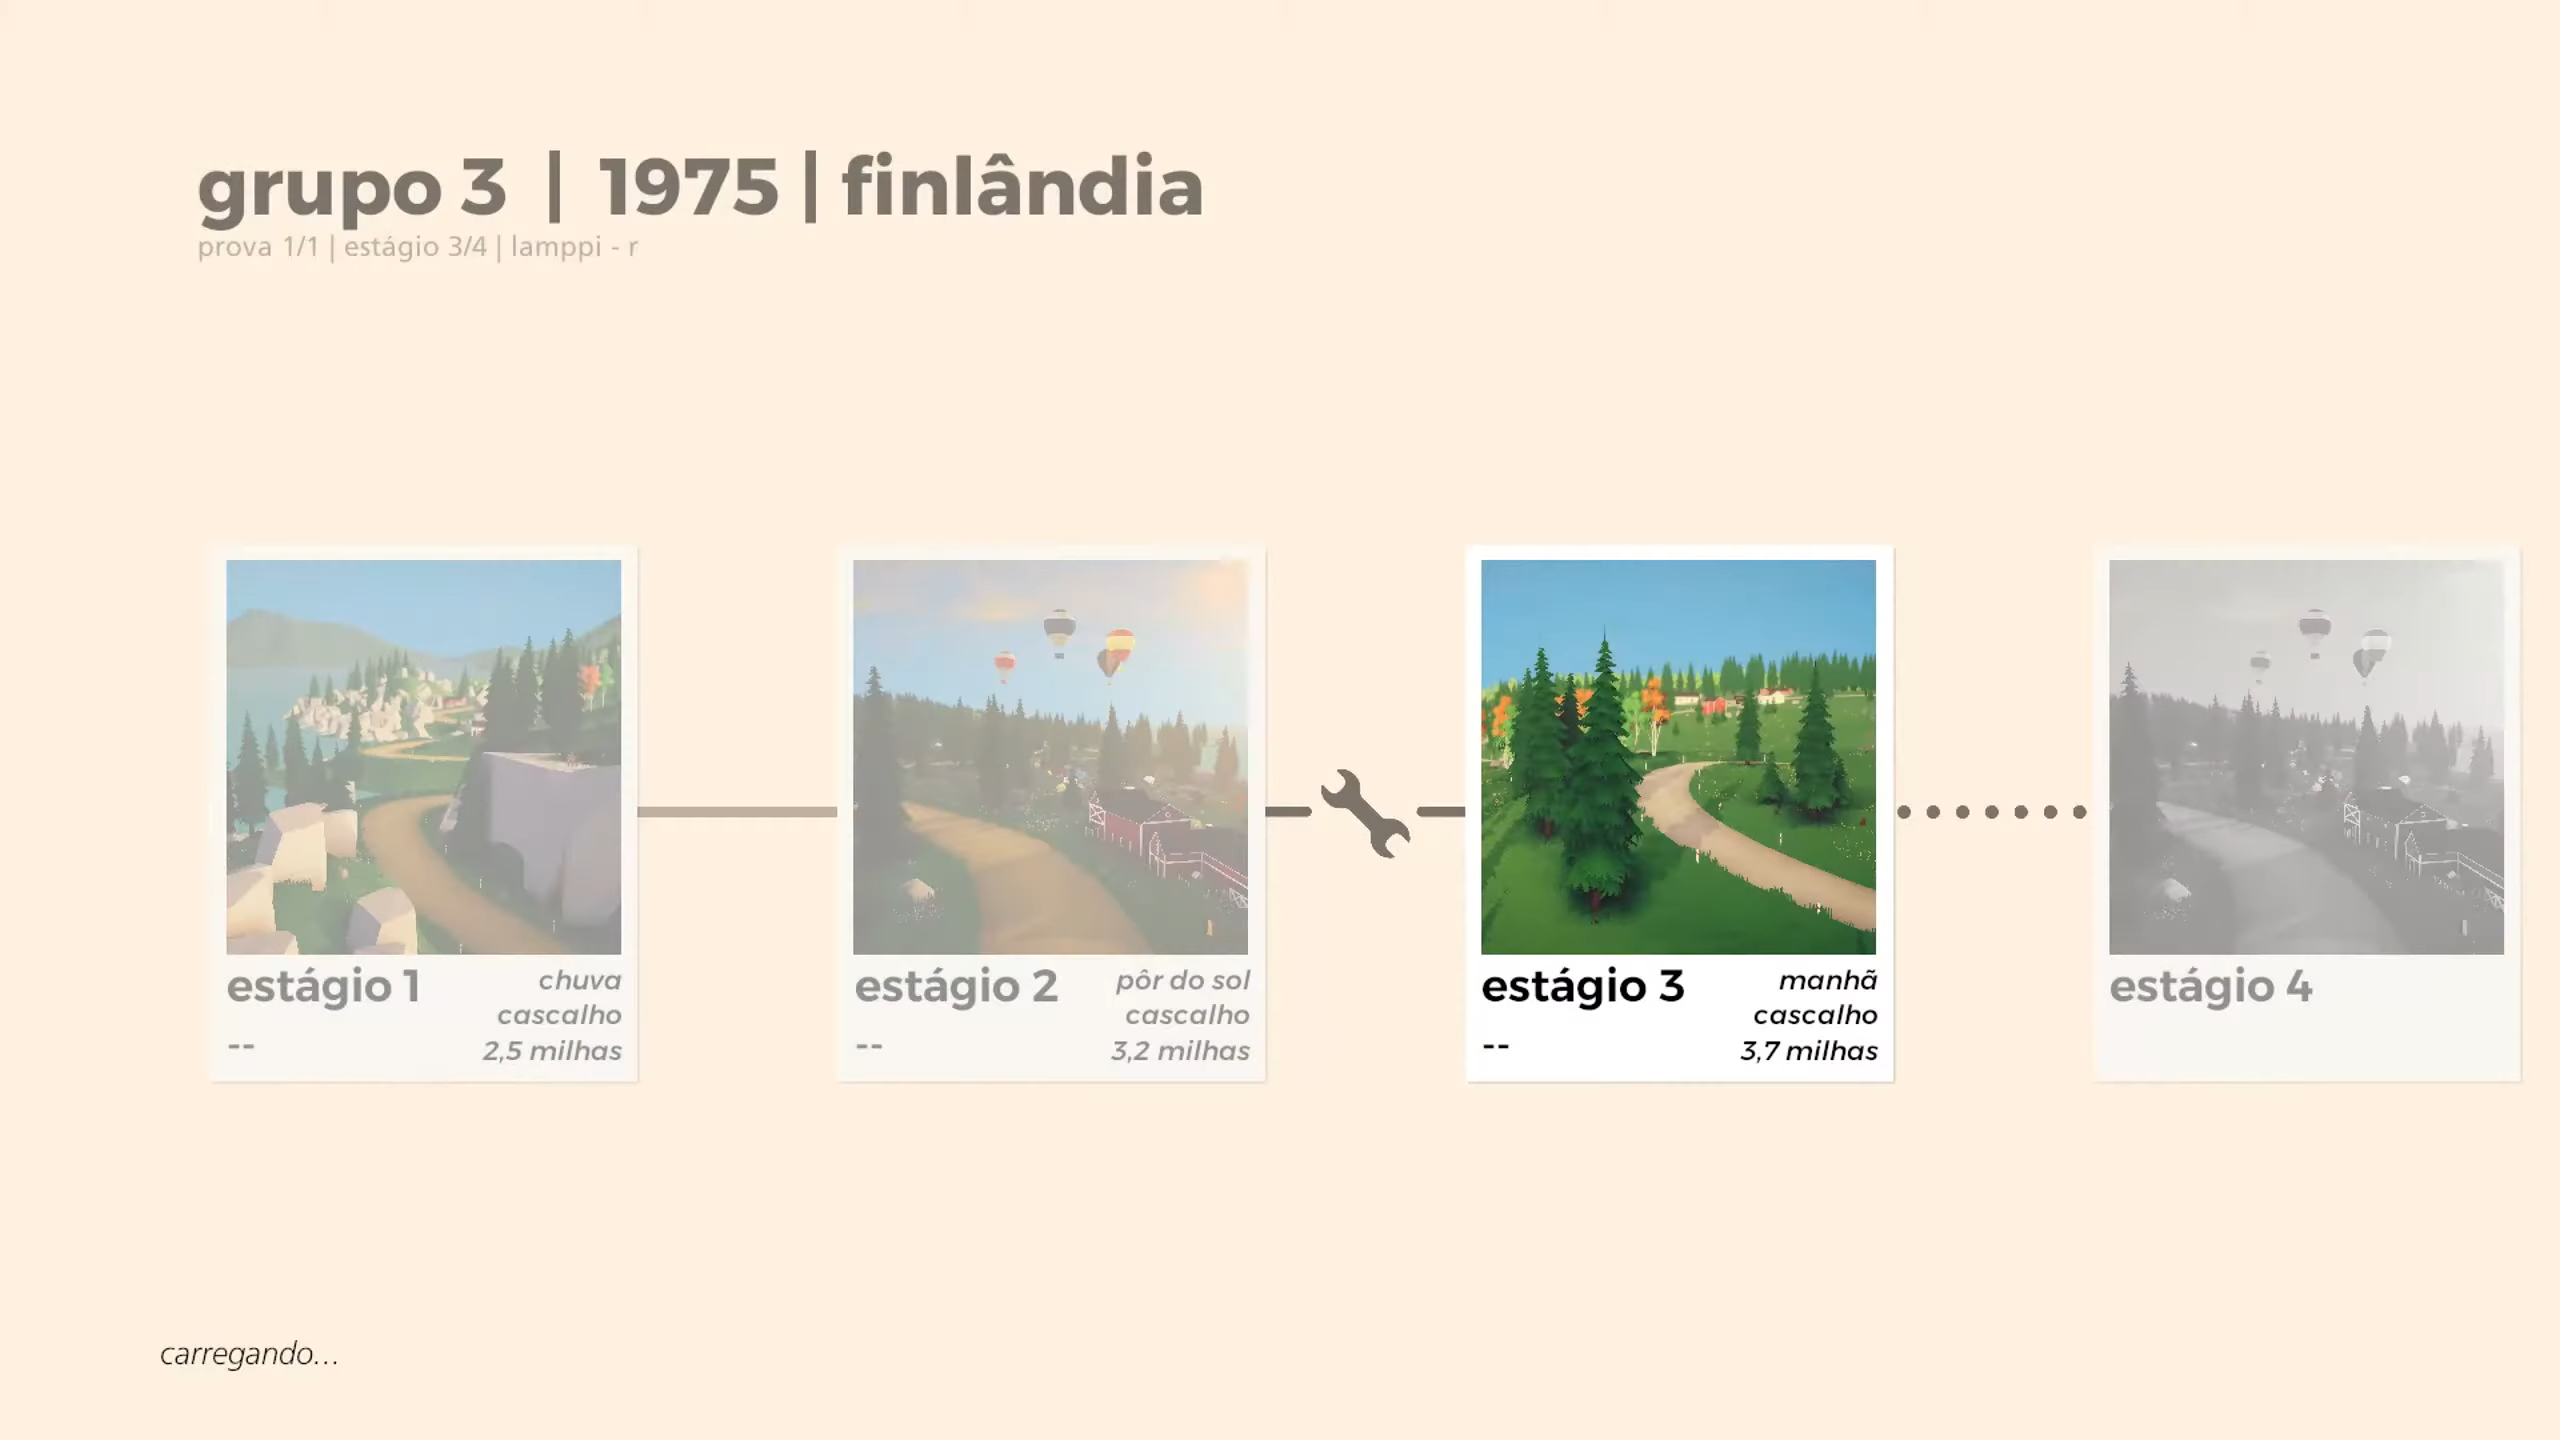 grupo 3 | 1975 | finlândia
prova 1/1 | estágio 3/4 | lamppi - r
estágio 1
chuva
cascalho
--
2,5 milhas
estágio 2
pôr do sol
cascalho
--
3,2 milhas
estágio 3
manhã
cascalho
--
3,7 milhas
estágio 4
carregando...